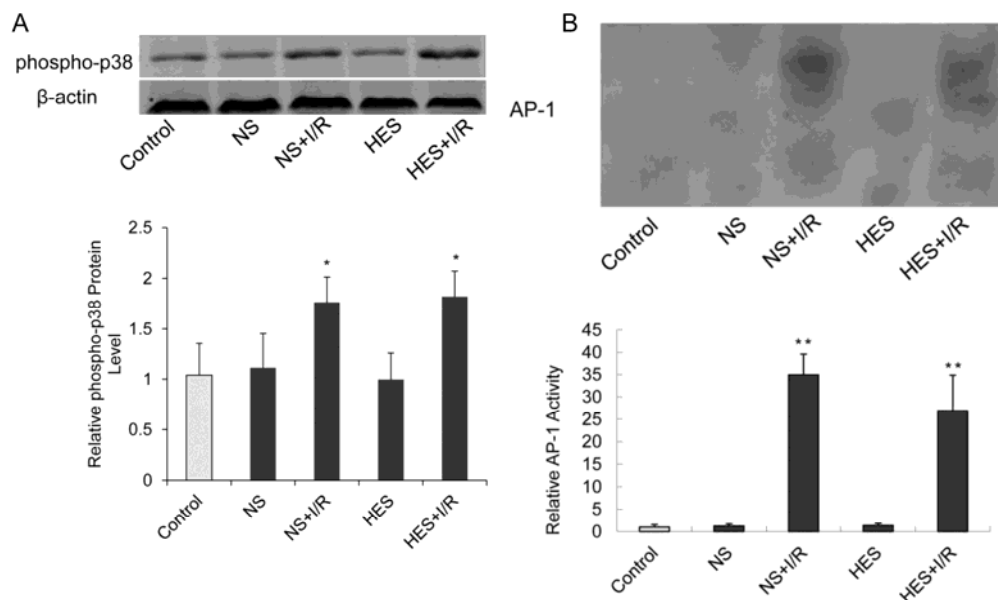 A
phospho-p38
β-actin
Control
NS
NS+I/R
HES
HES+I/R
Relative phospho-p38 Protein
Level
2.5
2
1.5
1
0.5
0
*
*
Control
NS
NS+I/R
HES
HES+I/R
B
AP-1
Control
NS
NS+I/R
HES
HES+I/R
Relative AP-1 Activity
45
40
35
30
25
20
15
10
5
0
**
**
Control
NS
NS+I/R
HES
HES+I/R